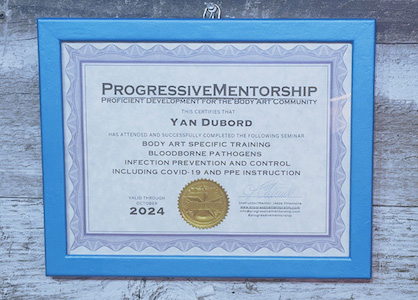 PROGRESSIVEMENTORSHIP
PROFICIENT DEVELOPMENT FOR THE BODY ART COMMUNITY
THIS CERTIFIES THAT
YAN DUBORD
HAS ATTENDED AND SUCCESSFULLY COMPLETED THE FOLLOWING SEMINAR
BODY ART SPECIFIC TRAINING
BLOODBORNE PATHOGENS
INFECTION PREVENTION AND CONTROL
INCLUDING COVID-19 AND PPE INSTRUCTION
VALID THROUGH
OCTOBER
2024